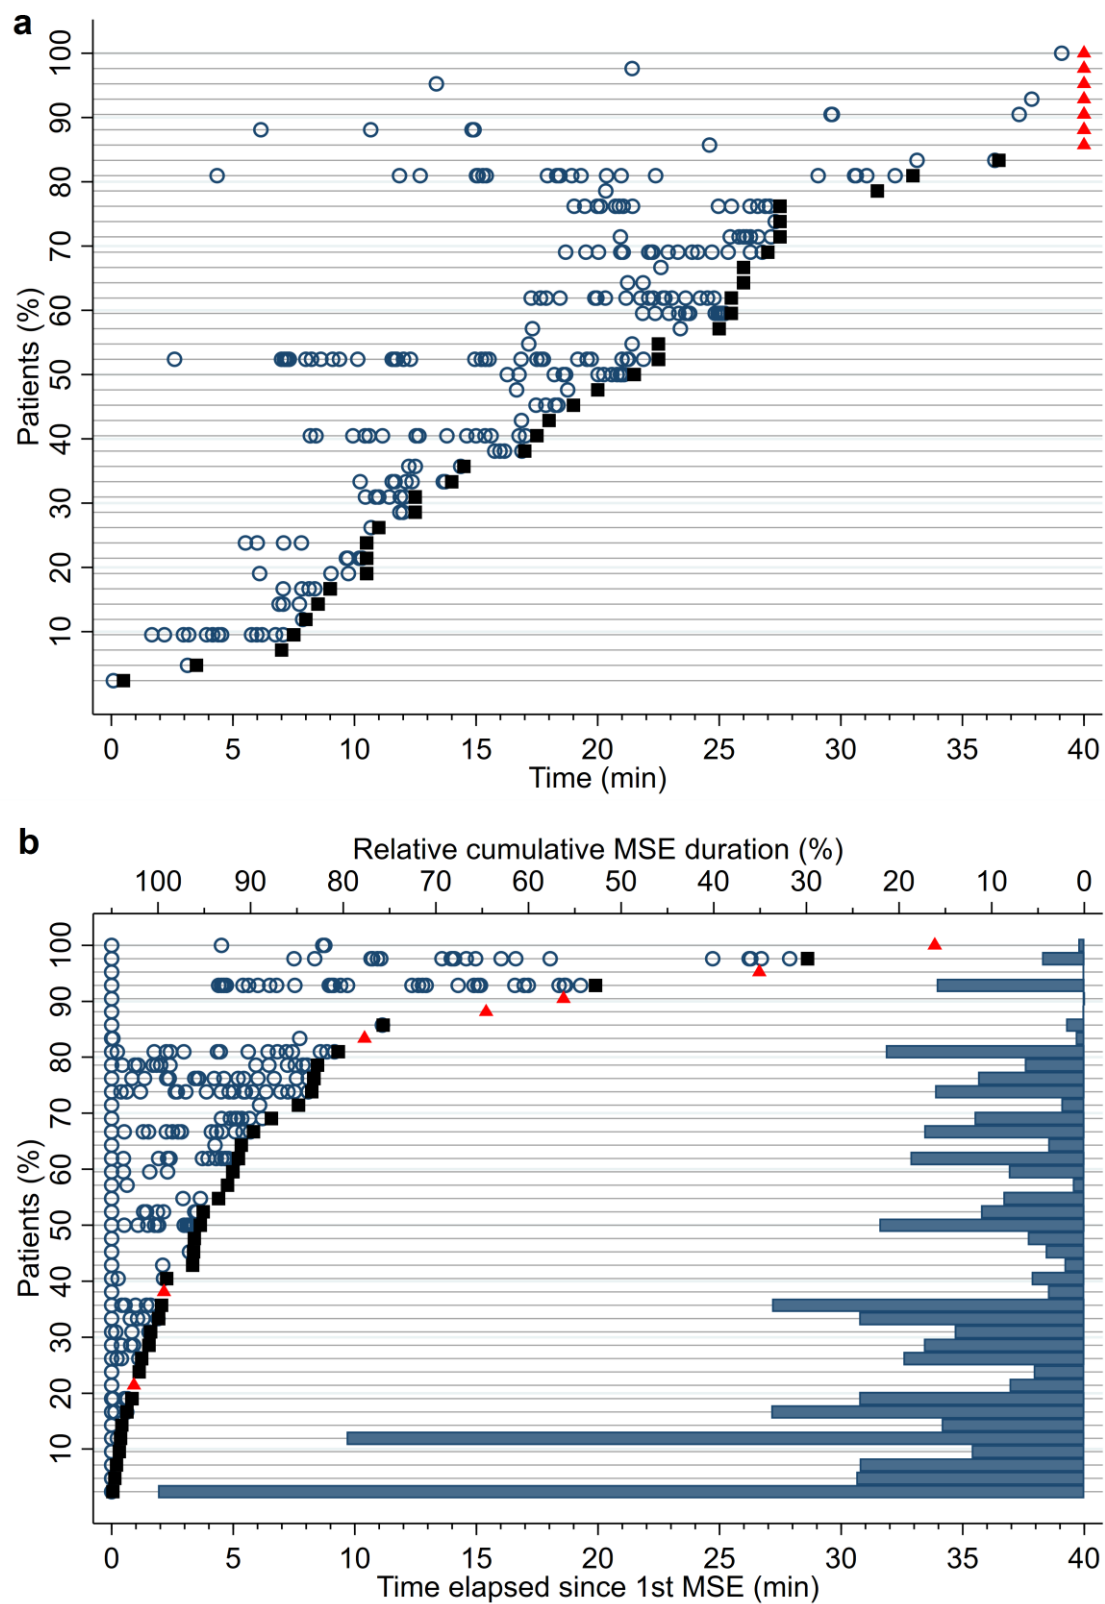 a
100
90
80
70
60
50
40
30
20
10
Patients (%)
0 5 10 15 20 25 30 35 40
Time (min)
b
Relative cumulative MSE duration (%)
100 90 80 70 60 50 40 30 20 10 0
100
90
80
70
60
50
40
30
20
10
Patients (%)
0 5 10 15 20 25 30 35 40
Time elapsed since 1st MSE (min)